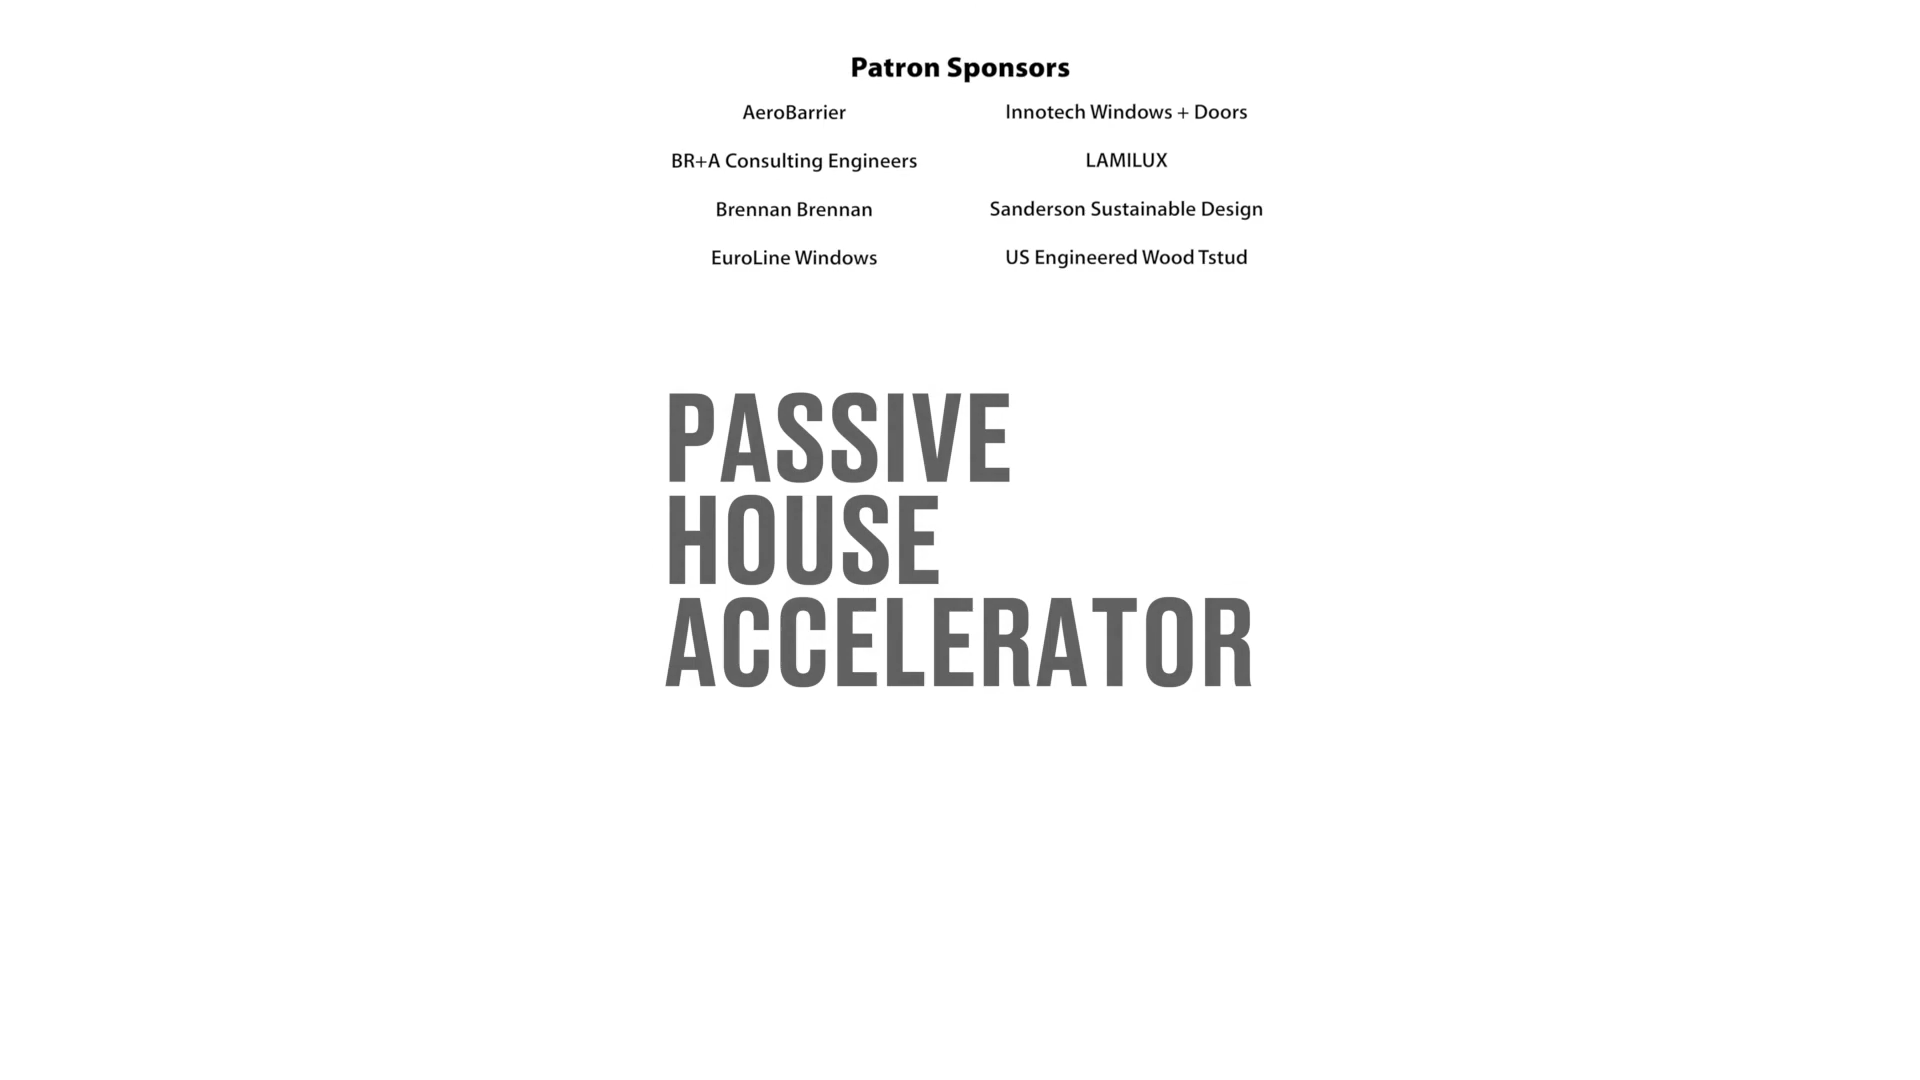 Patron Sponsors
AeroBarrier
Innotech Windows + Doors
BR+A Consulting Engineers
LAMILUX
Brennan Brennan
Sanderson Sustainable Design
EuroLine Windows
US Engineered Wood Tstud
PASSIVE
HOUSE
ACCELERATOR